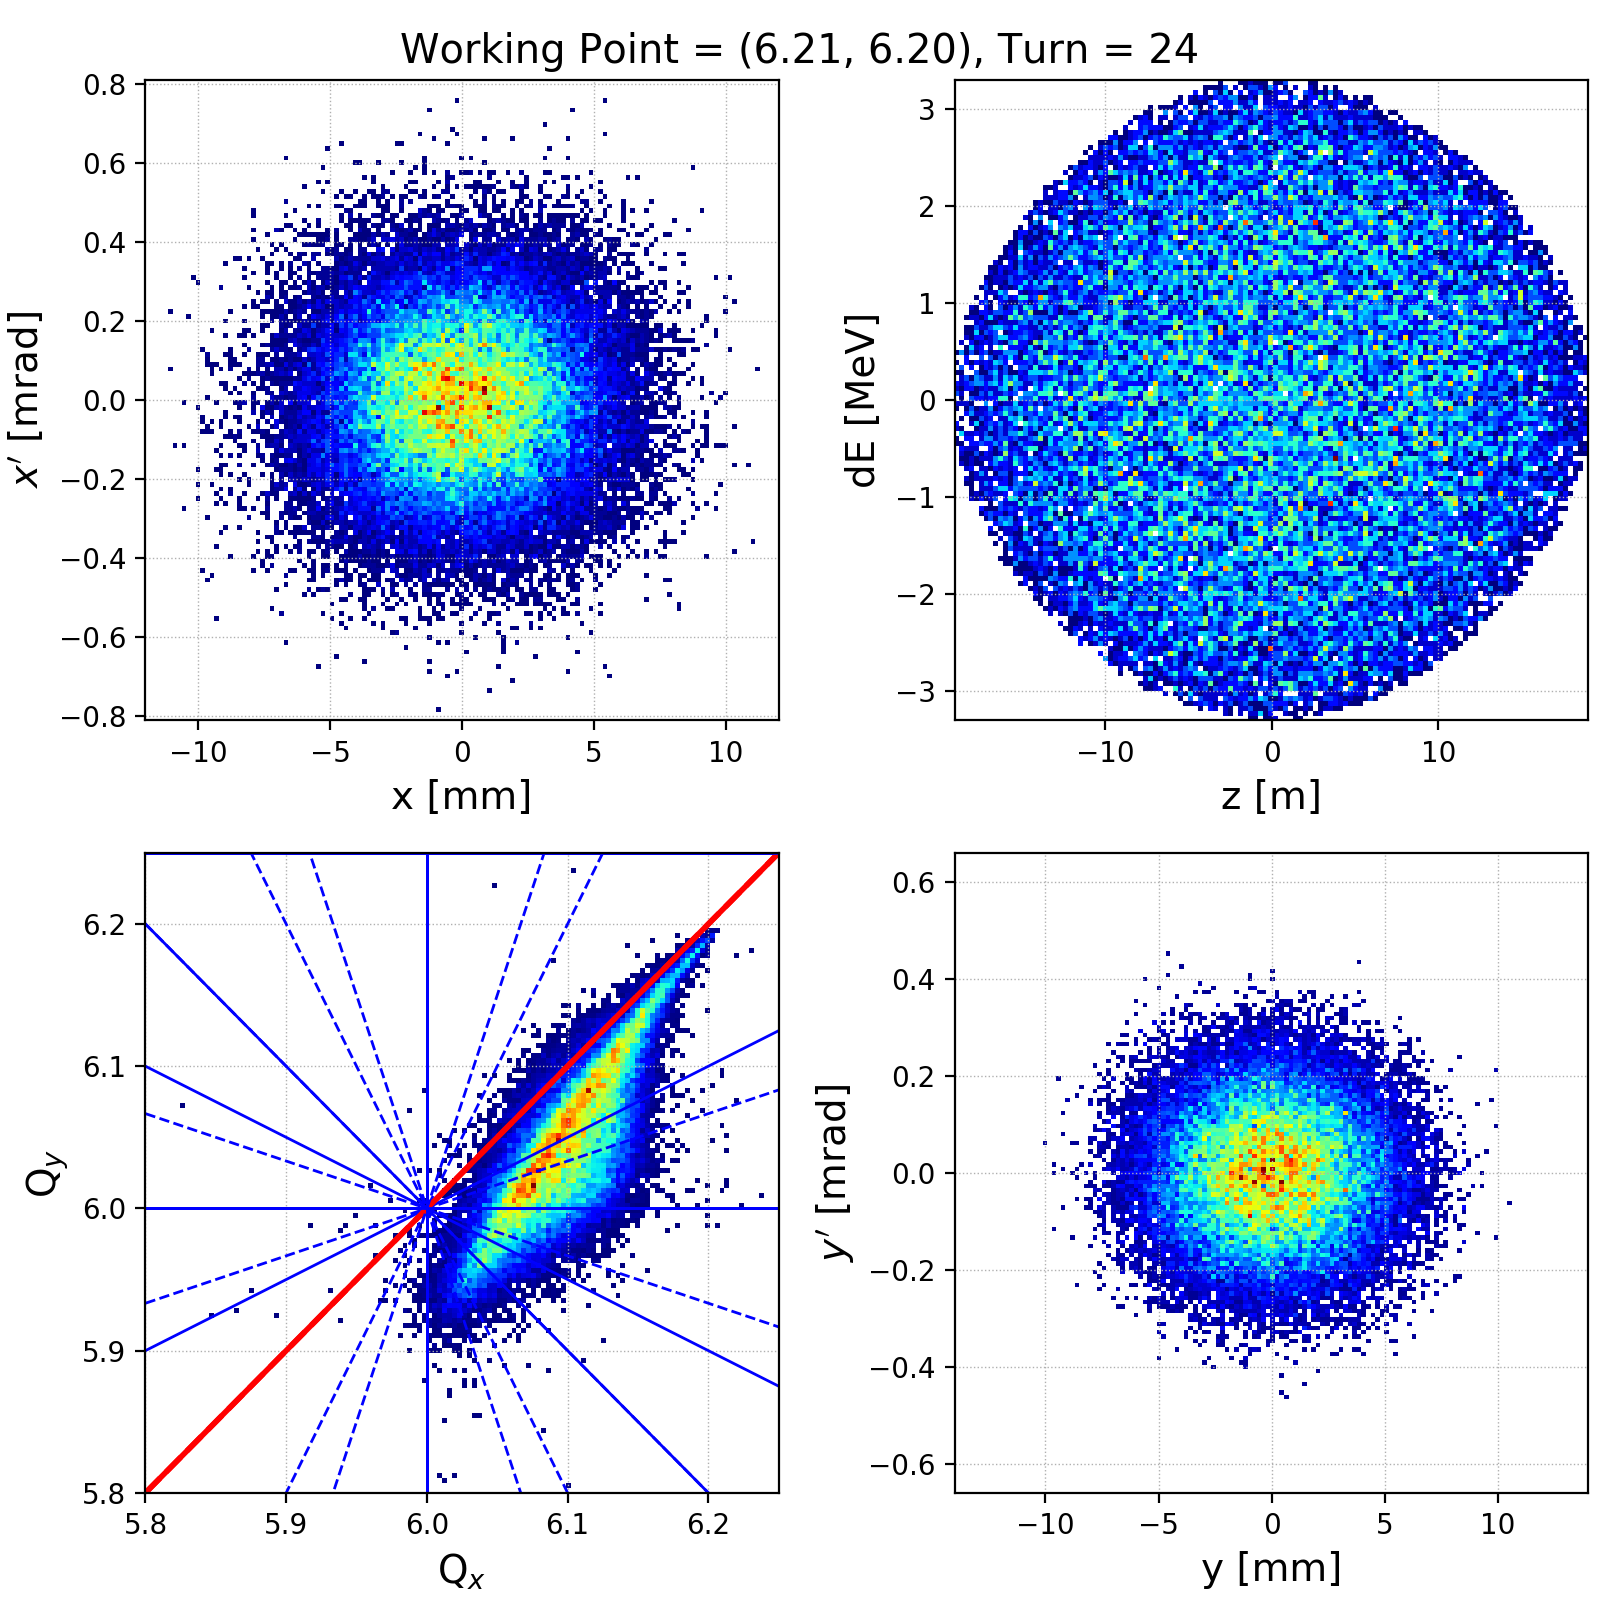 Working Point = (6.21, 6.20), Turn = 24
0.8
0.6
0.4
0.2
0.0
−0.2
−0.4
−0.6
−0.8
x′ [mrad]
−10 −5 0 5 10
x [mm]
3
2
1
0
−1
−2
−3
dE [MeV]
−10 0 10
z [m]
6.2
6.1
6.0
5.9
5.8
Qy
5.8 5.9 6.0 6.1 6.2
Qx
0.6
0.4
0.2
0.0
−0.2
−0.4
−0.6
y′ [mrad]
−10 −5 0 5 10
y [mm]